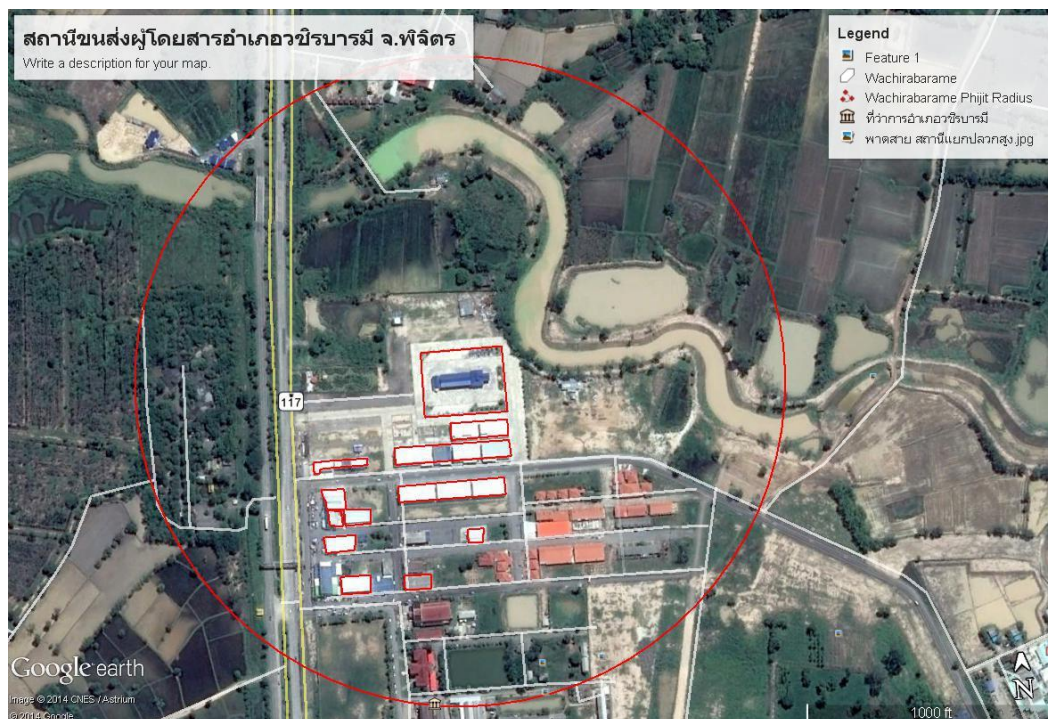 สถานีขนส่งผู้โดยสารอำเภอวชิรบารมี จ.พิจิตร
Write a description for your map.
Legend
Feature 1
Wachirabarame
Wachirabarame Phijit Radius
ที่ว่าการอำเภอวชิรบารมี
พาดสาย สถานีแยกปลวกสูง.jpg
117
Google earth
Image © 2014 CNES / Astrium
© 2014 Google
1000 ft
N